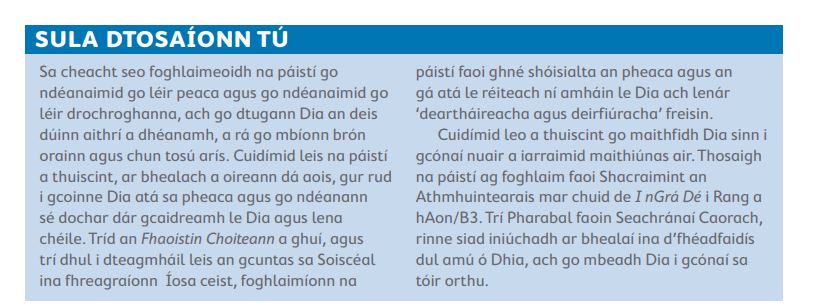 SULA DTOSAÍONN TÚ
Sa cheacht seo foghlaimeoidh na páistí go
ndéanaimid go léir peaca agus go ndéanaimid go
léir drochroghanna, ach go dtugann Dia an deis
dúinn aithrí a dhéanamh, a rá go mbíonn brón
orainn agus chun tosú arís. Cuidímid leis na páistí
a thuiscint, ar bhealach a oireann dá aois, gur rud
i gcoinne Dia atá sa pheaca agus go ndéanann
sé dochar dár gcaidreamh le Dia agus lena
chéile. Tríd an Fhaoistin Choiteann a ghuí, agus
trí dhul i dteagmháil leis an gcuntas sa Soiscéal
ina fhreagraíonn Íosa ceist, foghlaimíonn na
páistí faoi ghné shóisialta an pheaca agus an
gá atá le réiteach ní amháin le Dia ach lenár
‘deartháireacha agus deirfiúracha’ freisin.
Cuidímid leo a thuiscint go maithfidh Dia sinn i
gcónaí nuair a iarraimid maithiúnas air. Thosaigh
na páistí ag foghlaim faoi Shacraimint an
Athmhuintearais mar chuid de I nGrá Dé i Rang a
hAon/B3. Trí Pharabal faoin Seachránaí Caorach,
rinne siad iniúchadh ar bhealaí ina d’fhéadfaidís
dul amú ó Dhia, ach go mbeadh Dia i gcónaí sa
tóir orthu.